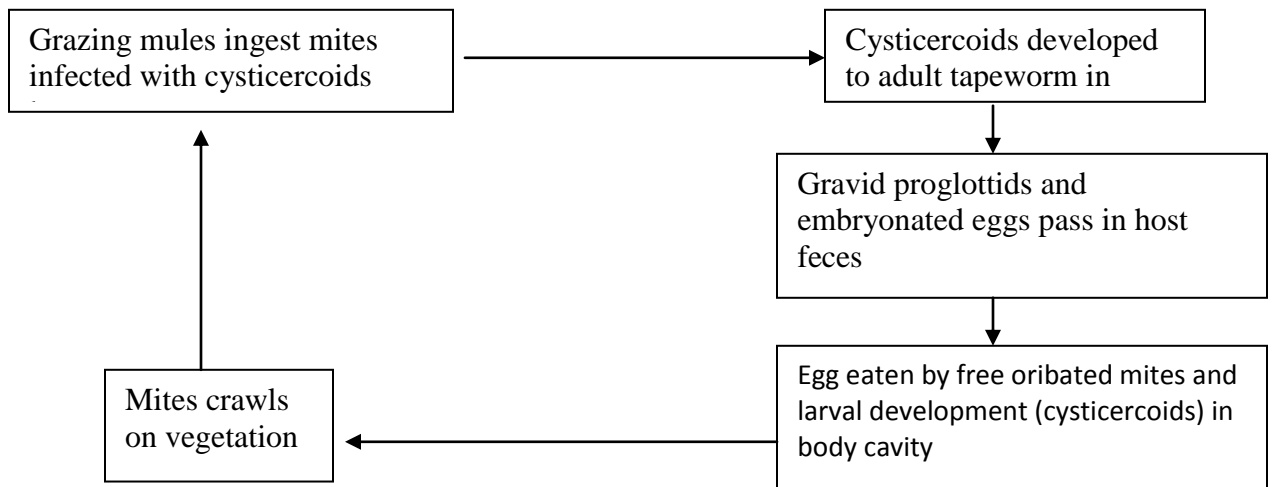 Grazing mules ingest mites
infected with cysticercoids
Cysticercoids developed
to adult tapeworm in
Gravid proglottids and
embryonated eggs pass in host
feces
Egg eaten by free oribated mites and
larval development (cysticercoids) in
body cavity
Mites crawls
on vegetation